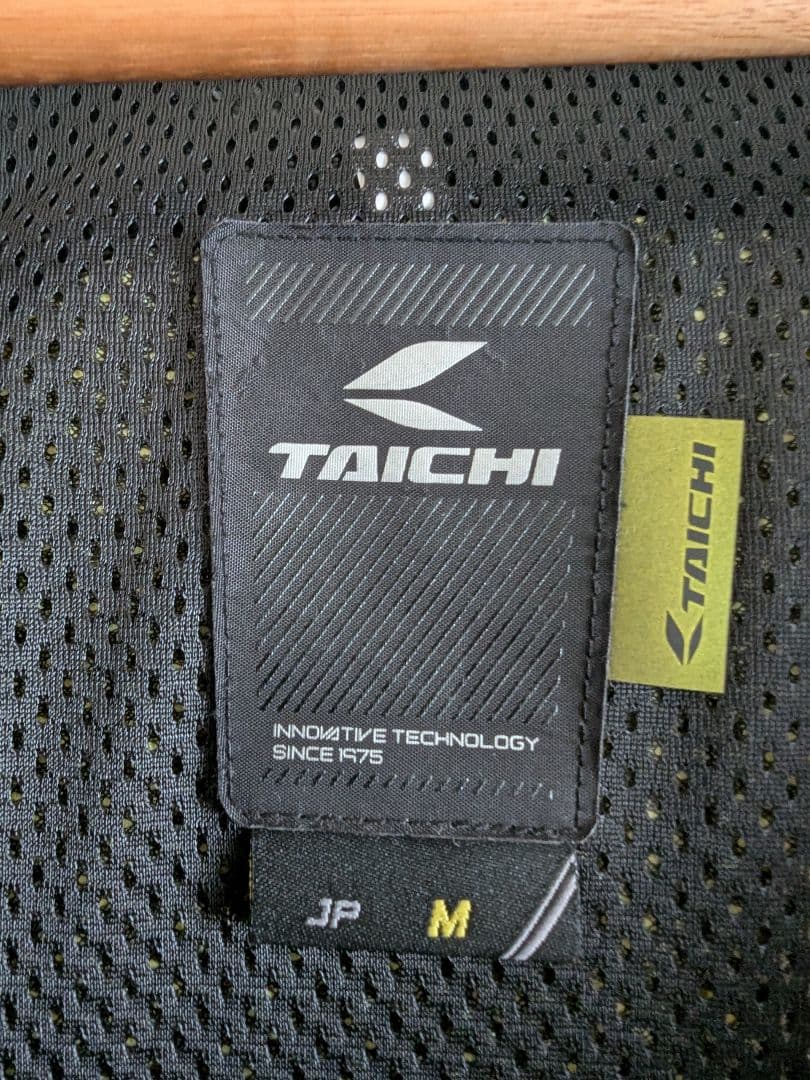 TAICHI
INNOVATIVE TECHNOLOGY
SINCE 1975
TAICHI
JP M